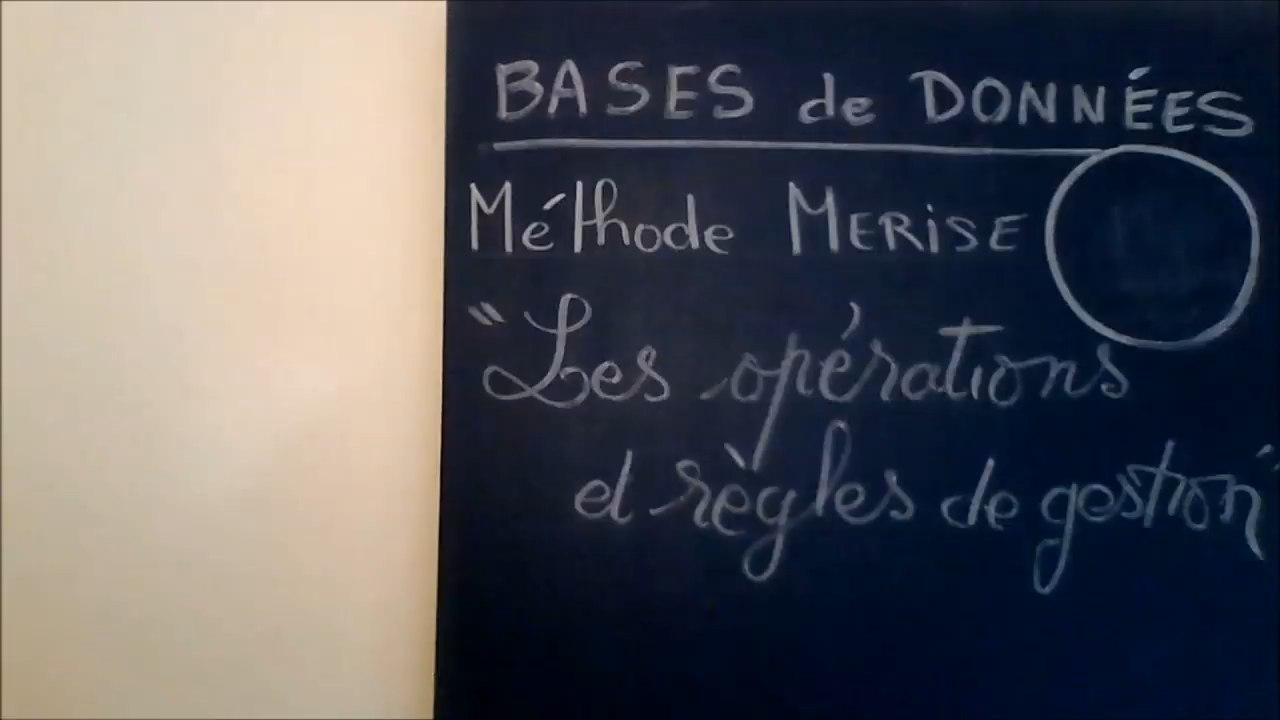 BASES de DONNÉES
Méthode MERISE
"Les opérations
et règles de gestion"